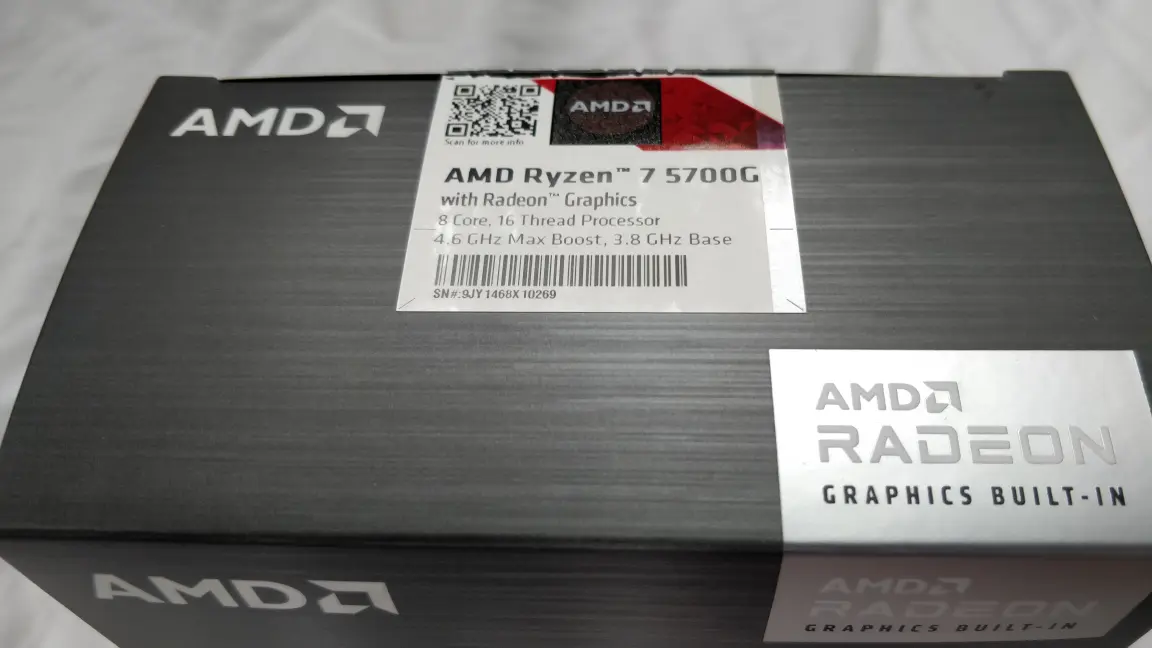 AMD
Scan for more info
AMD
AMD Ryzen™ 7 5700G
with Radeon™ Graphics
8 Core, 16 Thread Processor
4.6 GHz Max Boost, 3.8 GHz Base
SN#:9JY1468X10269
AMD
RADEON
GRAPHICS BUILT-IN
AMD
AMD
RADEON
GRAPHICS BUILT-IN